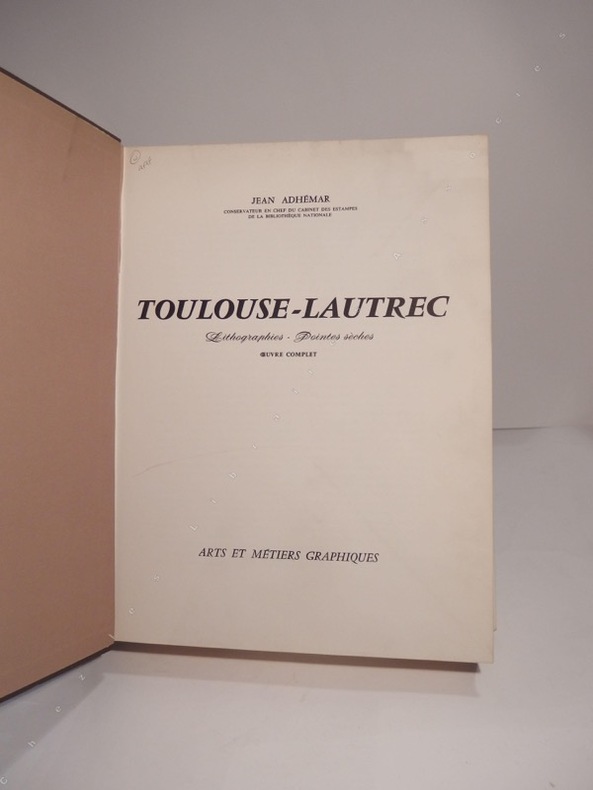 JEAN ADHÉMAR
CONSERVATEUR EN CHEF DU CABINET DES ESTAMPES
DE LA BIBLIOTHÈQUE NATIONALE
TOULOUSE-LAUTREC
Lithographies - Pointes sèches
ŒUVRE COMPLET
ARTS ET MÉTIERS GRAPHIQUES